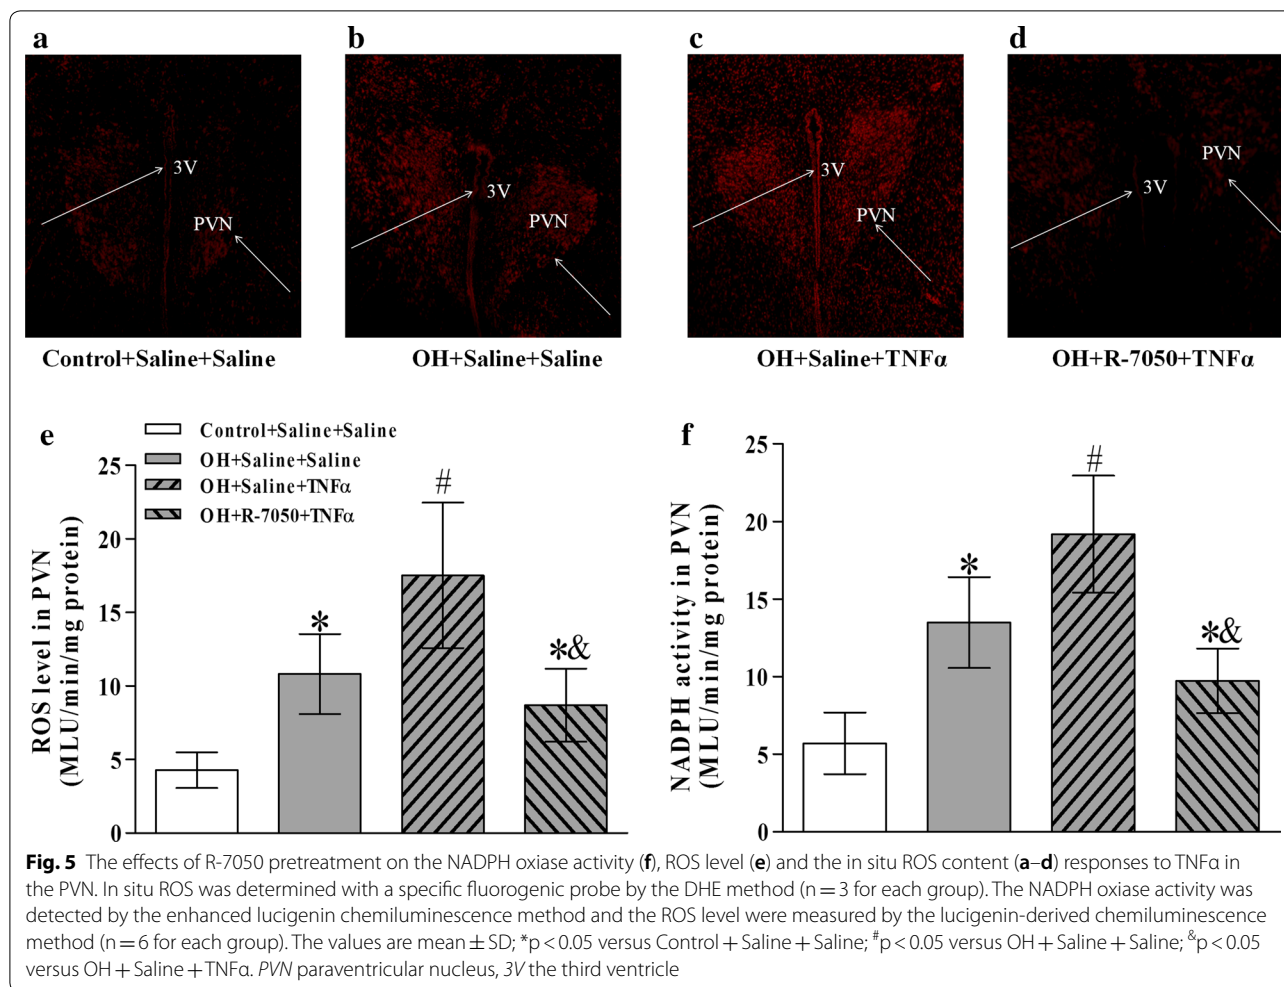 a
b
c
d
3V
PVN
3V
PVN
3V
PVN
3V
PVN
Control+Saline+Saline
OH+Saline+Saline
OH+Saline+TNFα
OH+R-7050+TNFα
e
Control+Saline+Saline
OH+Saline+Saline
OH+Saline+TNFα
OH+R-7050+TNFα
ROS level in PVN
(MLU/min/mg protein)
25
20
15
10
5
0
*
#
*&
f
NADPH activity in PVN
(MLU/min/mg protein)
25
20
15
10
5
0
*
#
*&
Fig. 5 The effects of R-7050 pretreatment on the NADPH oxiase activity (f), ROS level (e) and the in situ ROS content (a–d) responses to TNFα in
the PVN. In situ ROS was determined with a specific fluorogenic probe by the DHE method (n = 3 for each group). The NADPH oxiase activity was
detected by the enhanced lucigenin chemiluminescence method and the ROS level were measured by the lucigenin-derived chemiluminescence
method (n = 6 for each group). The values are mean ± SD; *p < 0.05 versus Control + Saline + Saline; #p < 0.05 versus OH + Saline + Saline; &p < 0.05
versus OH + Saline + TNFα. PVN paraventricular nucleus, 3V the third ventricle